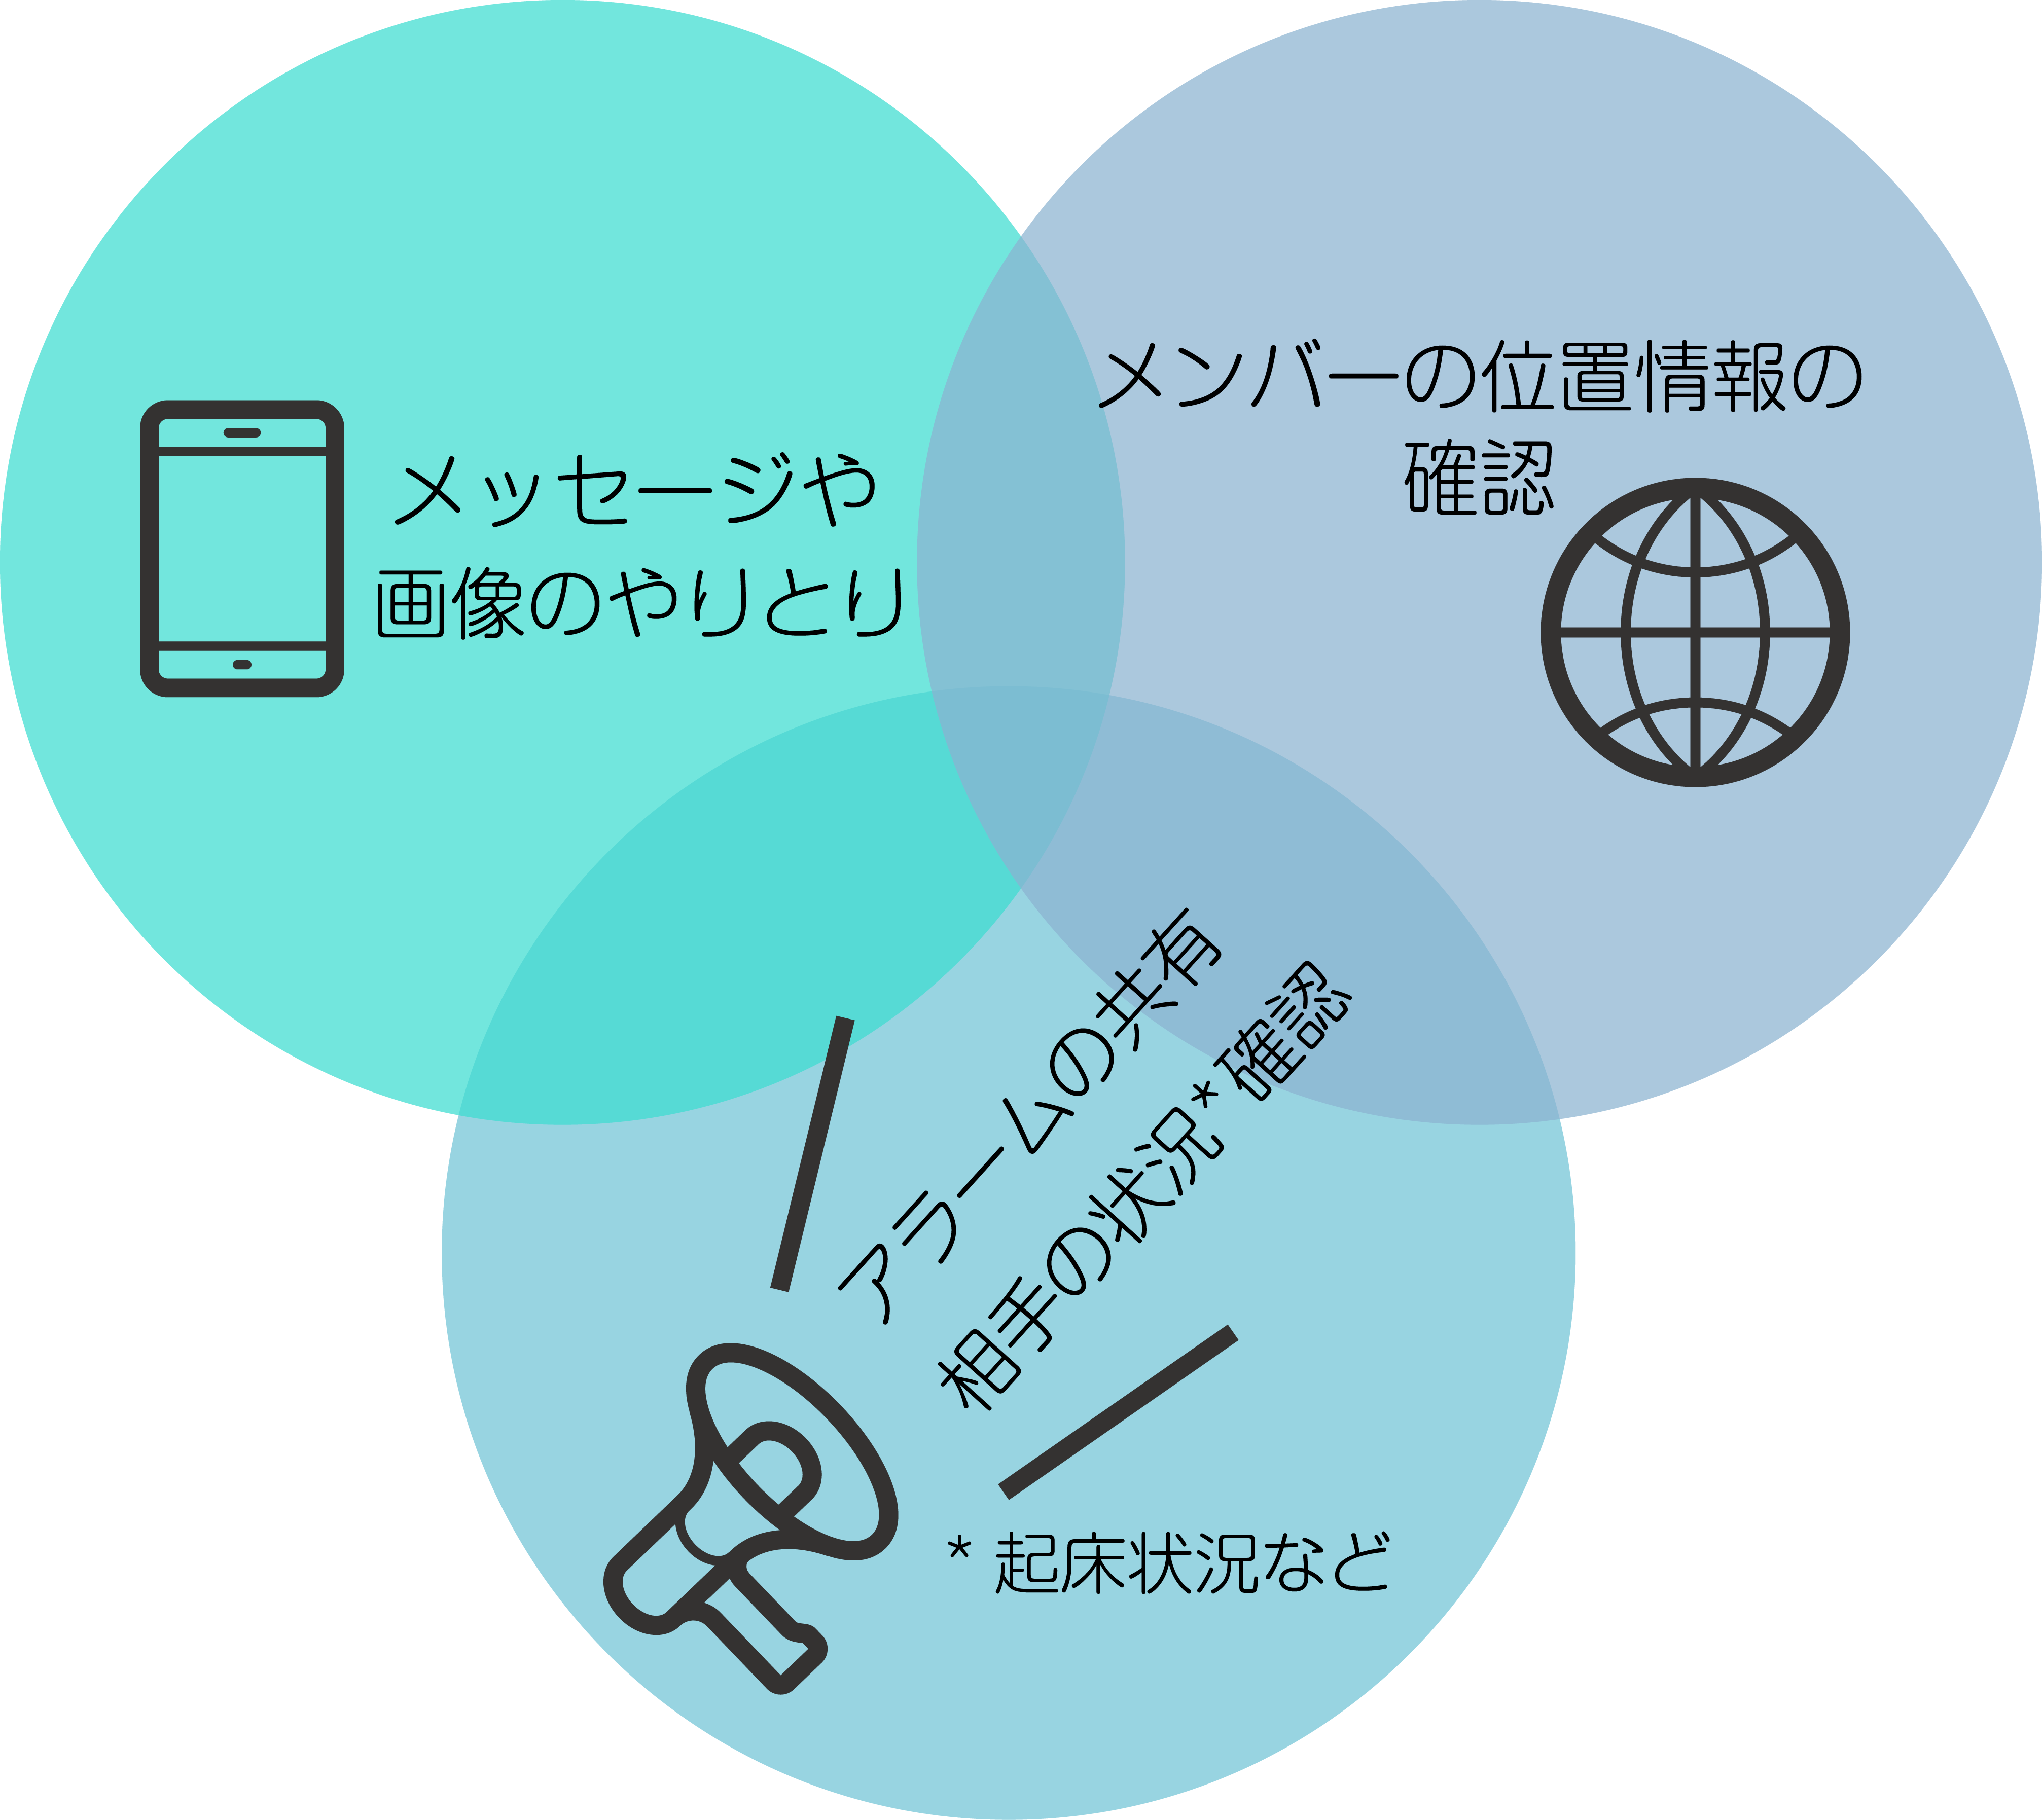 メッセージや
画像のやりとり
メンバーの位置情報の
確認
アラームの共有
相手の状況*確認
* 起床状況など